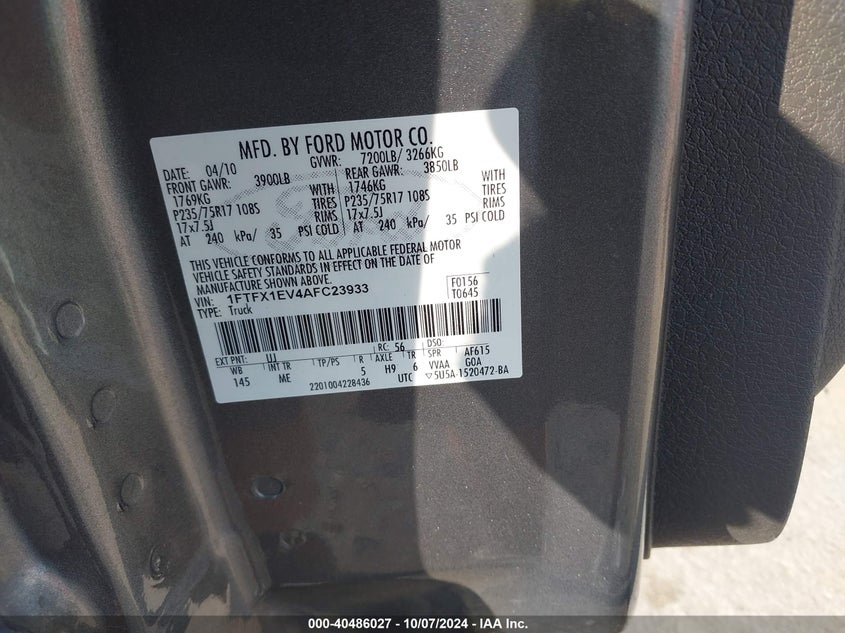 MFD. BY FORD MOTOR CO.
DATE: 04/10 GVWR: 7200LB/ 3266KG
FRONT GAWR: 3900LB REAR GAWR: 3850LB
1769KG WITH 1746KG WITH
P235/75R17 108S TIRES P235/75R17 108S TIRES
17x7.5J RIMS 17x7.5J RIMS
AT 240 kPa/ 35 PSI COLD AT 240 kPa/ 35 PSI COLD
THIS VEHICLE CONFORMS TO ALL APPLICABLE FEDERAL MOTOR
VEHICLE SAFETY STANDARDS IN EFFECT ON THE DATE OF
MANUFACTURE SHOWN ABOVE.
VIN: 1FTFX1EV4AFC23933 F0156
TYPE: Truck T0645
EXT PNT: UJ RC: 56 DSO:
WB INT TR TP/PS R AXLE TR SPR AF615
145 ME 5 H9 6 VVAA GOA
2201004228436 UTC ▽5U5A-1520472-BA
000-40486027 - 10/07/2024 - IAA Inc.